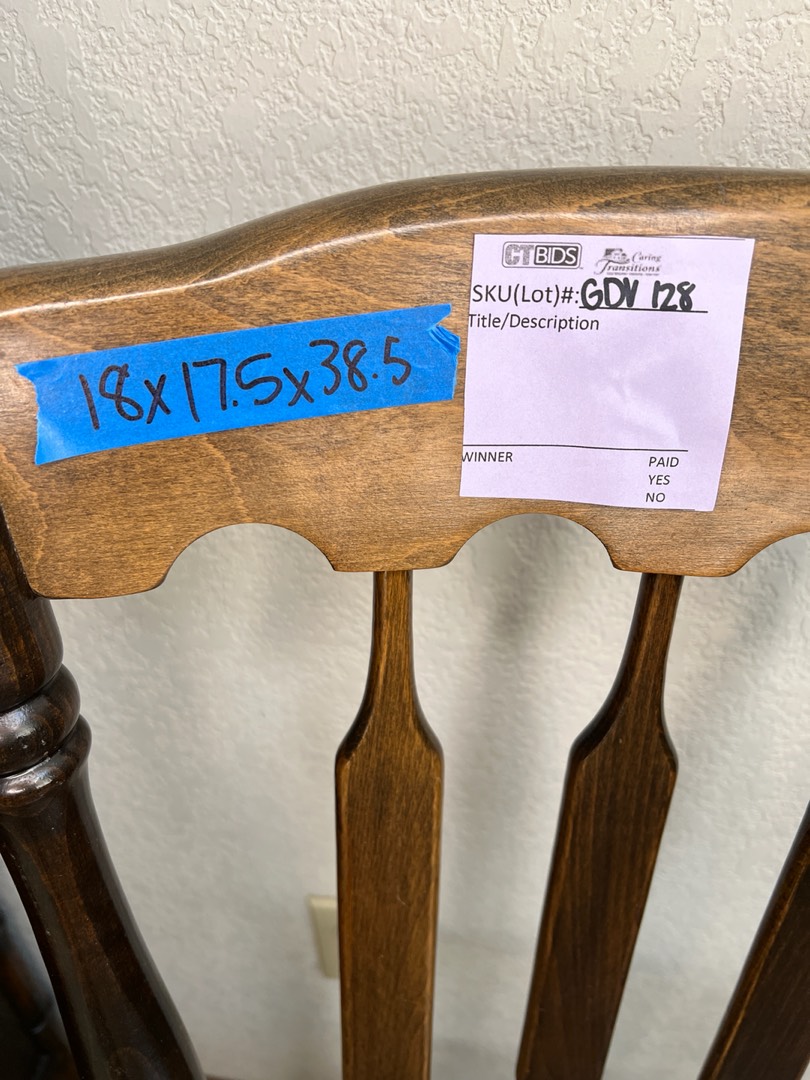 CTBIDS
Caring
Transitions
SKU(Lot)#:GDV 128
Title/Description
18x17.5x38.5
WINNER
PAID
YES
NO